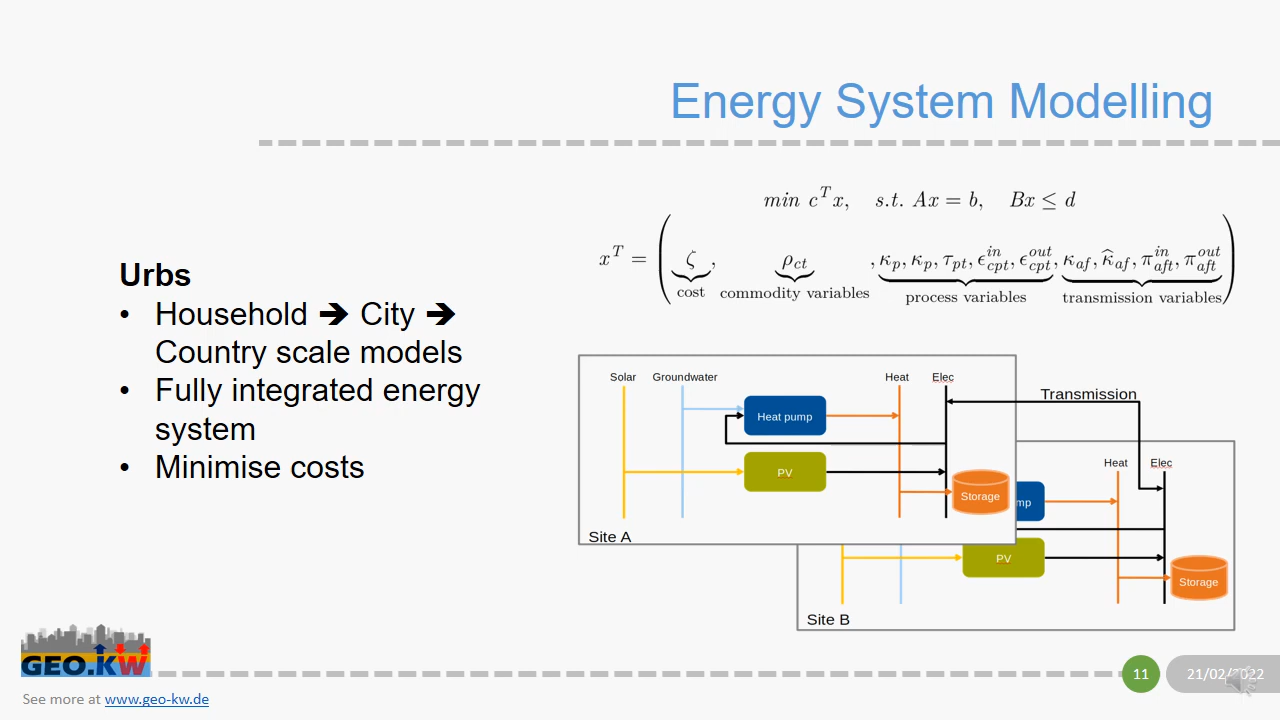 Energy System Modelling
min c^T x, s.t. Ax = b, Bx ≤ d
x^T = ( ζ, ρ_ct , κ_p, κ_p, τ_pt, ϵ^in_cpt, ϵ^out_cpt, κ_af, κ̂_af, π^in_aft, π^out_aft )
cost commodity variables process variables transmission variables
Urbs
• Household ➔ City ➔
Country scale models
• Fully integrated energy
system
• Minimise costs
Solar Groundwater Heat Elec
Heat pump
PV
Storage
Site A
Transmission
Heat Elec
mp
PV
Storage
Site B
GEO.KW
See more at www.geo-kw.de
11
21/02/2022